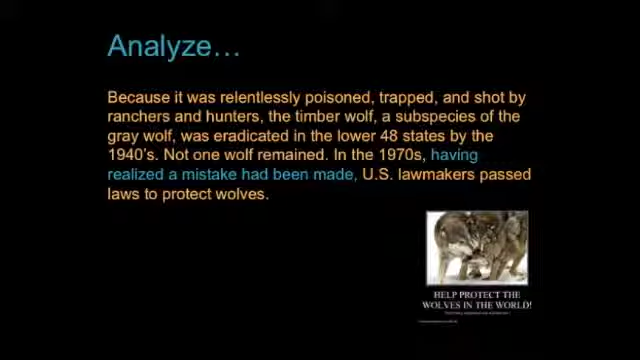 Analyze…
Because it was relentlessly poisoned, trapped, and shot by
ranchers and hunters, the timber wolf, a subspecies of the
gray wolf, was eradicated in the lower 48 states by the
1940's. Not one wolf remained. In the 1970s, having
realized a mistake had been made, U.S. lawmakers passed
laws to protect wolves.
HELP PROTECT THE
WOLVES IN THE WORLD!